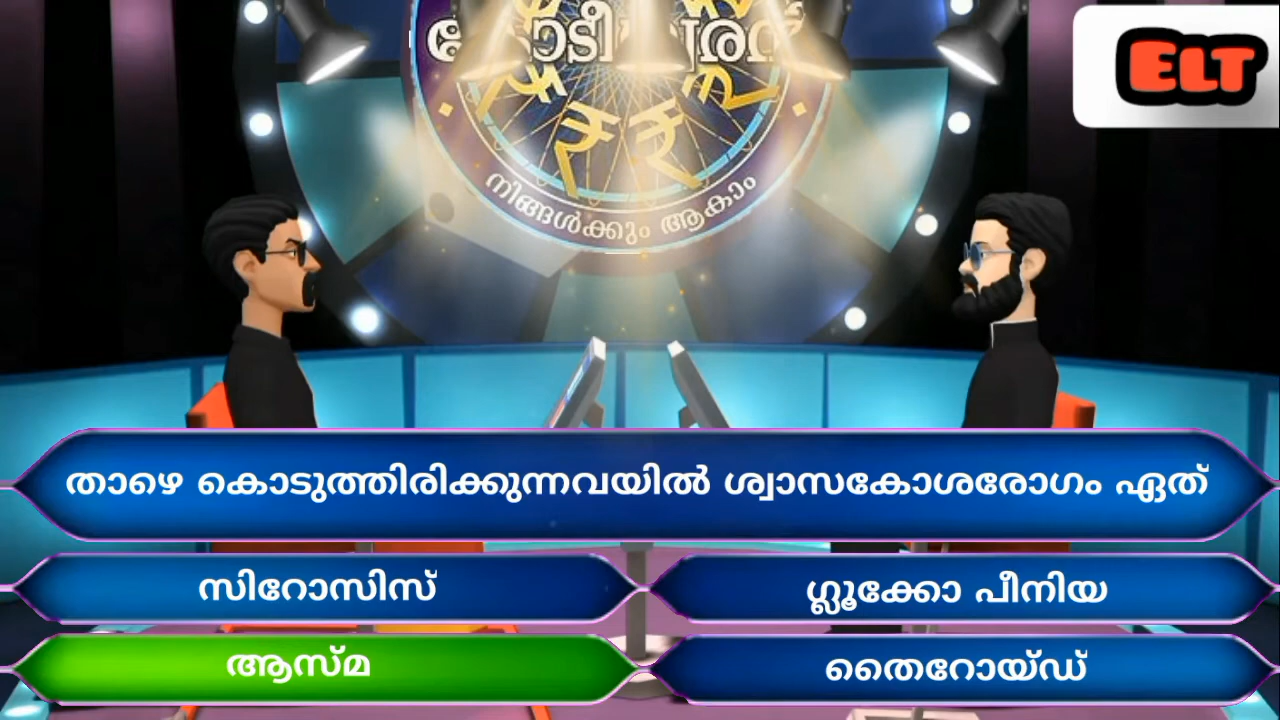 നിങ്ങൾക്കും ആകാം
ELT
താഴെ കൊടുത്തിരിക്കുന്നവയിൽ ശ്വാസകോശരോഗം ഏത്
സിറോസിസ്
ഗ്ലൂക്കോ പീനിയ
ആസ്മ
തൈറോയ്ഡ്